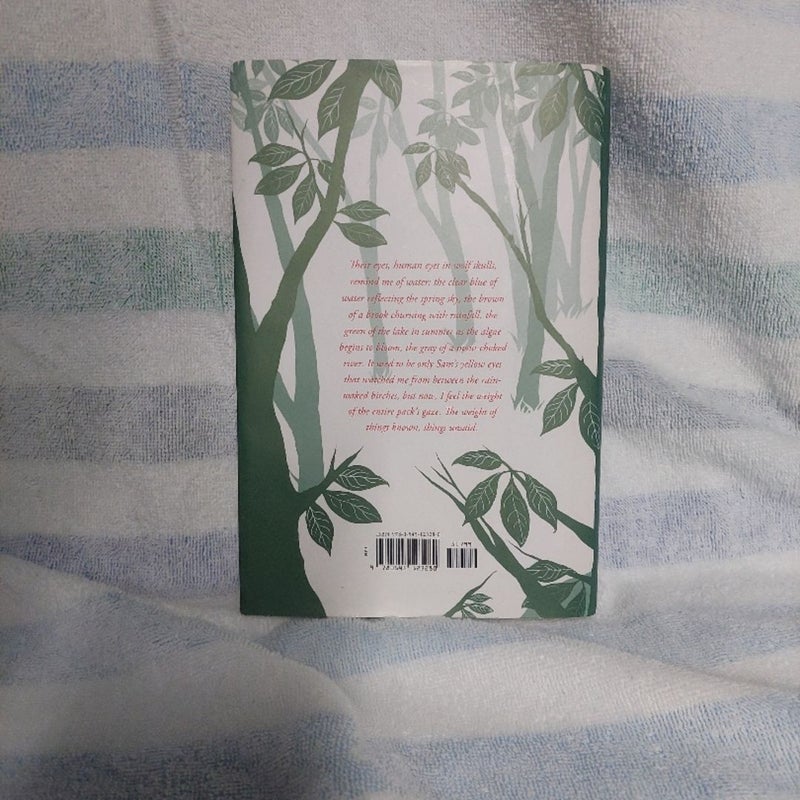 Their eyes, human eyes in wolf skulls,
remind me of water: the clear blue of
water reflecting the spring sky, the brown
of a brook churning with rainfall, the
green of the lake in summer as the algae
begins to bloom, the gray of a snow-choked
river. It used to be only Sam's yellow eyes
that watched me from between the rain-
soaked birches, but now, I feel the weight
of the entire pack's gaze. The weight of
things known, things unsaid.